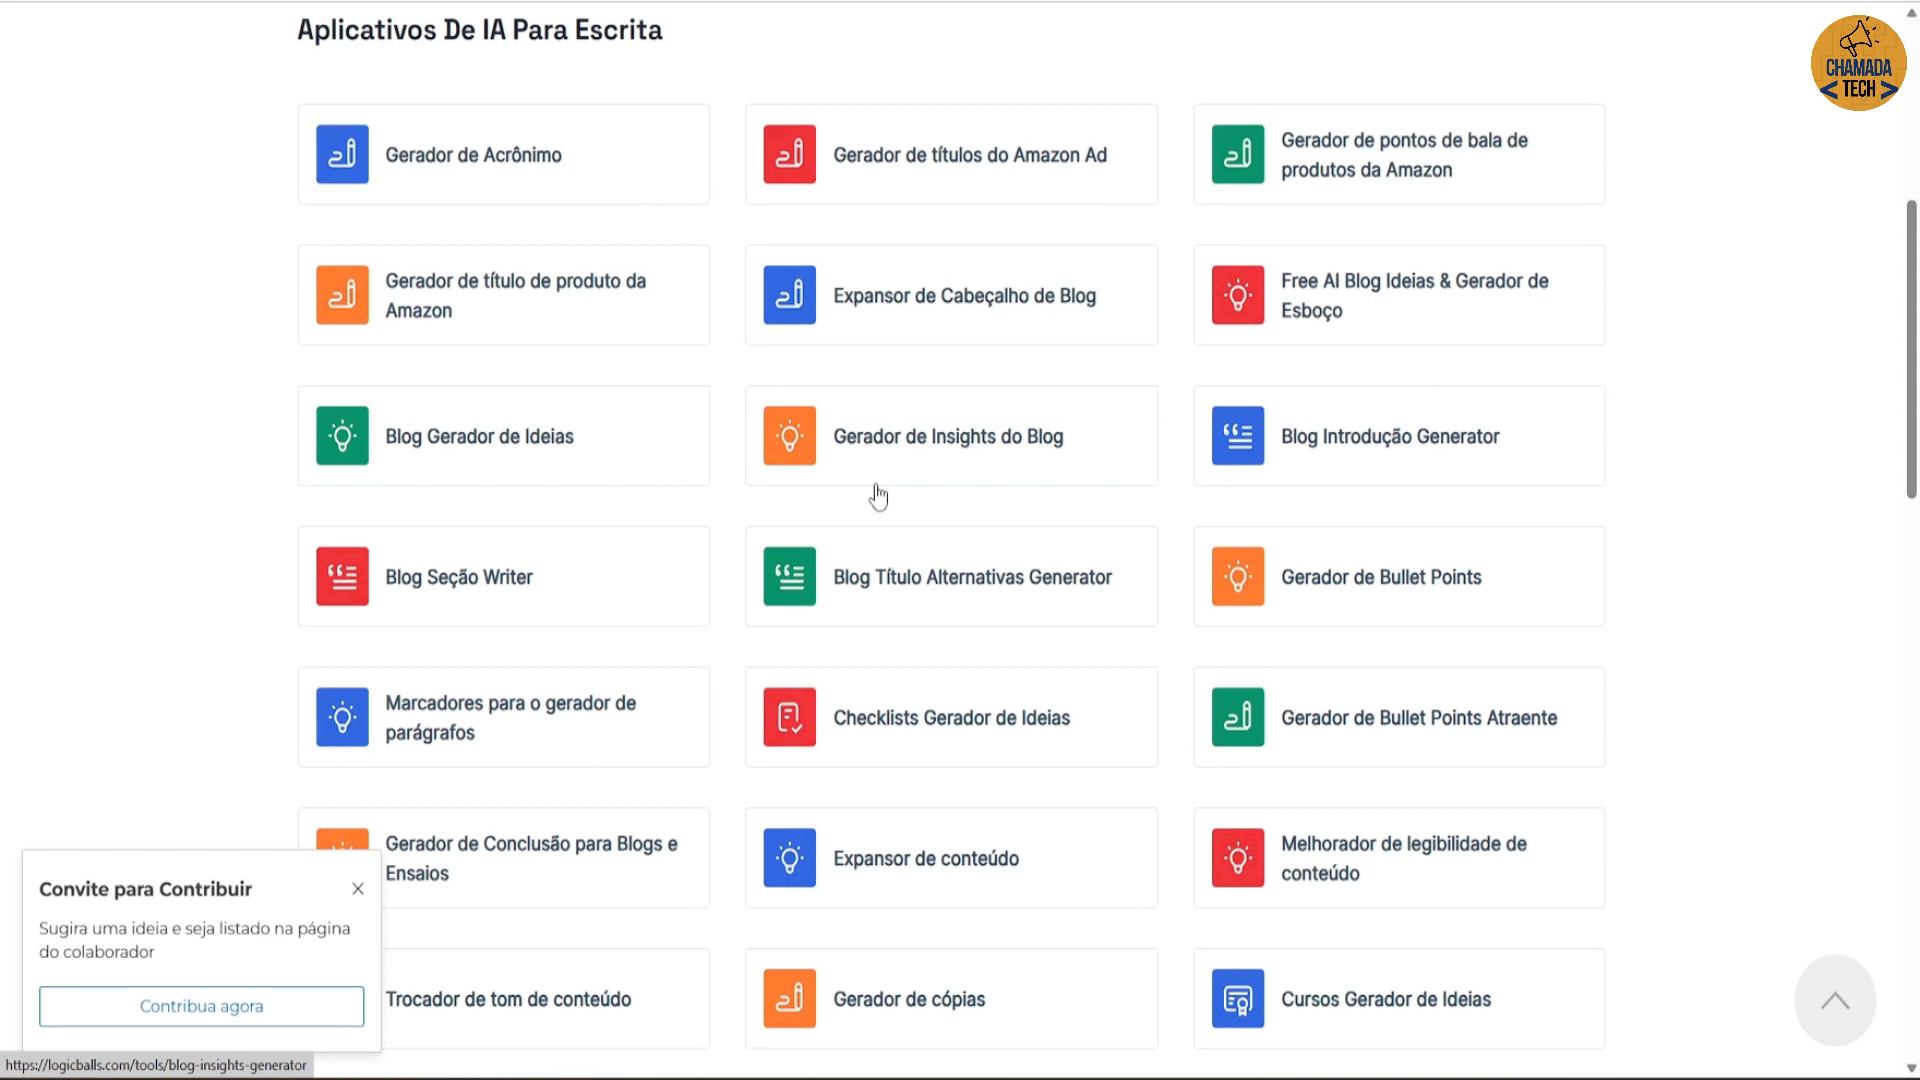 Aplicativos De IA Para Escrita
CHAMADA
< TECH >
Gerador de Acrônimo
Gerador de títulos do Amazon Ad
Gerador de pontos de bala de
produtos da Amazon
Gerador de título de produto da
Amazon
Expansor de Cabeçalho de Blog
Free AI Blog Ideias & Gerador de
Esboço
Blog Gerador de Ideias
Gerador de Insights do Blog
Blog Introdução Generator
Blog Seção Writer
Blog Título Alternativas Generator
Gerador de Bullet Points
Marcadores para o gerador de
parágrafos
Checklists Gerador de Ideias
Gerador de Bullet Points Atraente
Gerador de Conclusão para Blogs e
Ensaios
Expansor de conteúdo
Melhorador de legibilidade de
conteúdo
Trocador de tom de conteúdo
Gerador de cópias
Cursos Gerador de Ideias
Convite para Contribuir
Sugira uma ideia e seja listado na página
do colaborador
Contribua agora
https://logicballs.com/tools/blog-insights-generator